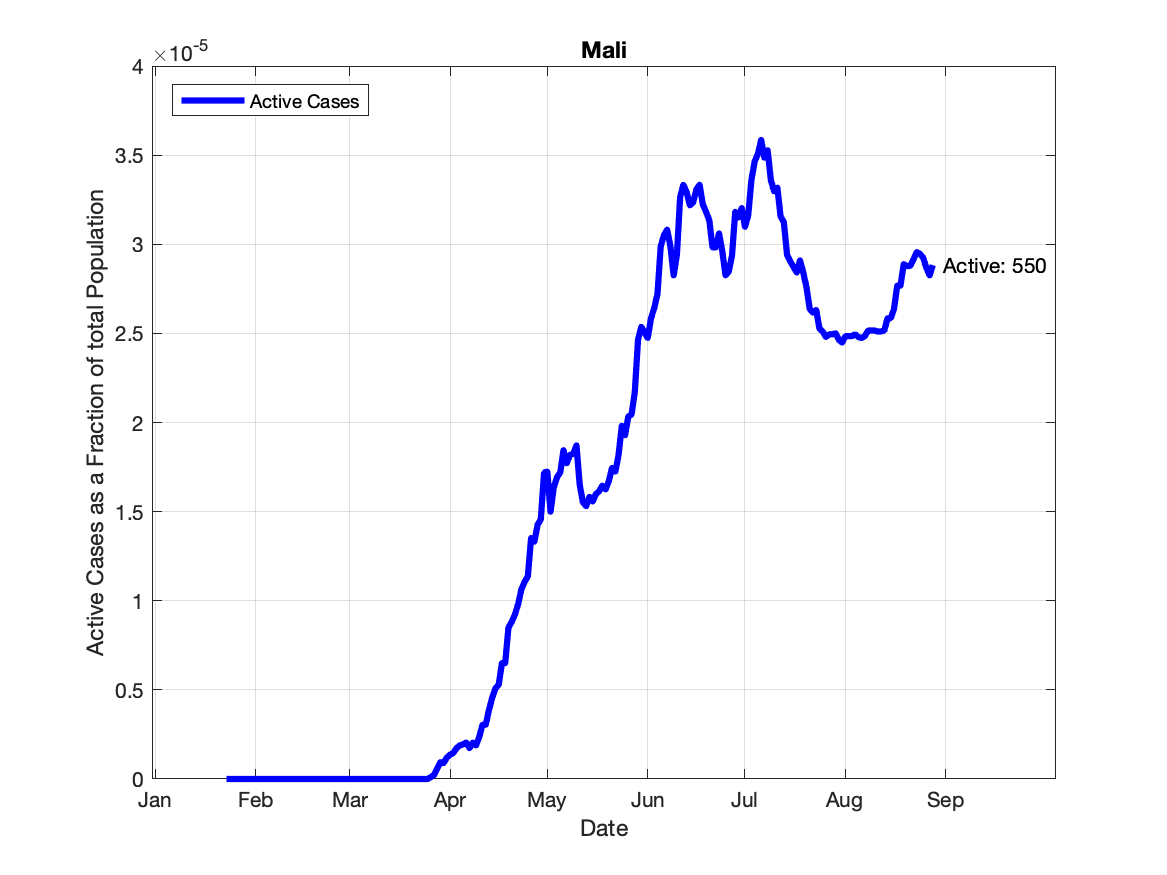 Mali
×10-5
Active Cases
4
3.5
3
2.5
2
1.5
1
0.5
0
Active Cases as a Fraction of total Population
Active: 550
Jan Feb Mar Apr May Jun Jul Aug Sep
Date